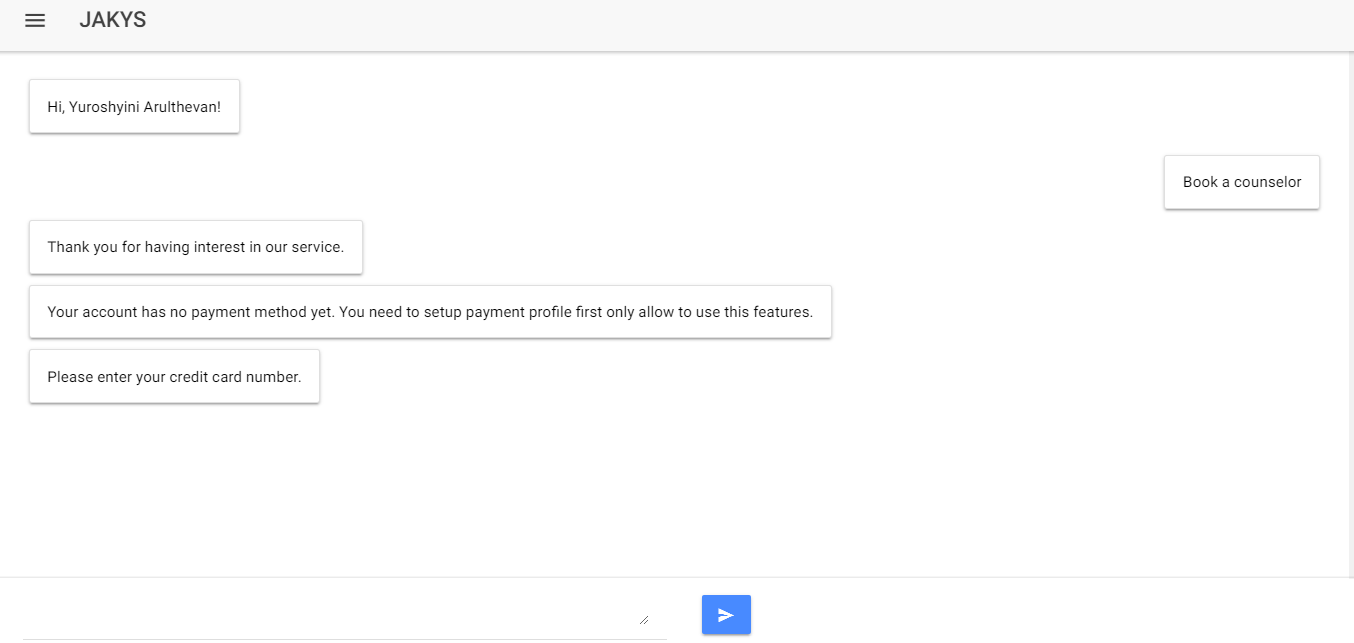 JAKYS
Hi, Yuroshyini Arulthevan!
Book a counselor
Thank you for having interest in our service.
Your account has no payment method yet. You need to setup payment profile first only allow to use this features.
Please enter your credit card number.